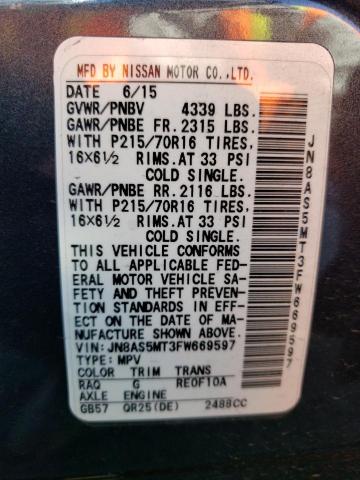 MFD BY NISSAN MOTOR CO.,LTD.
DATE 6/15
GVWR/PNBV 4339 LBS.
GAWR/PNBE FR. 2315 LBS.
WITH P215/70R16 TIRES.
16X6½ RIMS.AT 33 PSI
COLD SINGLE.
GAWR/PNBE RR. 2116 LBS.
WITH P215/70R16 TIRES.
16X6½ RIMS.AT 33 PSI
COLD SINGLE.
THIS VEHICLE CONFORMS
TO ALL APPLICABLE FED-
ERAL MOTOR VEHICLE SA-
FETY AND THEFT PREVEN-
TION STANDARDS IN EFF-
ECT ON THE DATE OF MA-
NUFACTURE SHOWN ABOVE.
VIN:JN8AS5MT3FW669597
TYPE:MPV
COLOR TRIM TRANS
RAQ G RE0F10A
AXLE ENGINE
GB57 QR25(DE) 2488CC
JN8AS5MT3FW669597